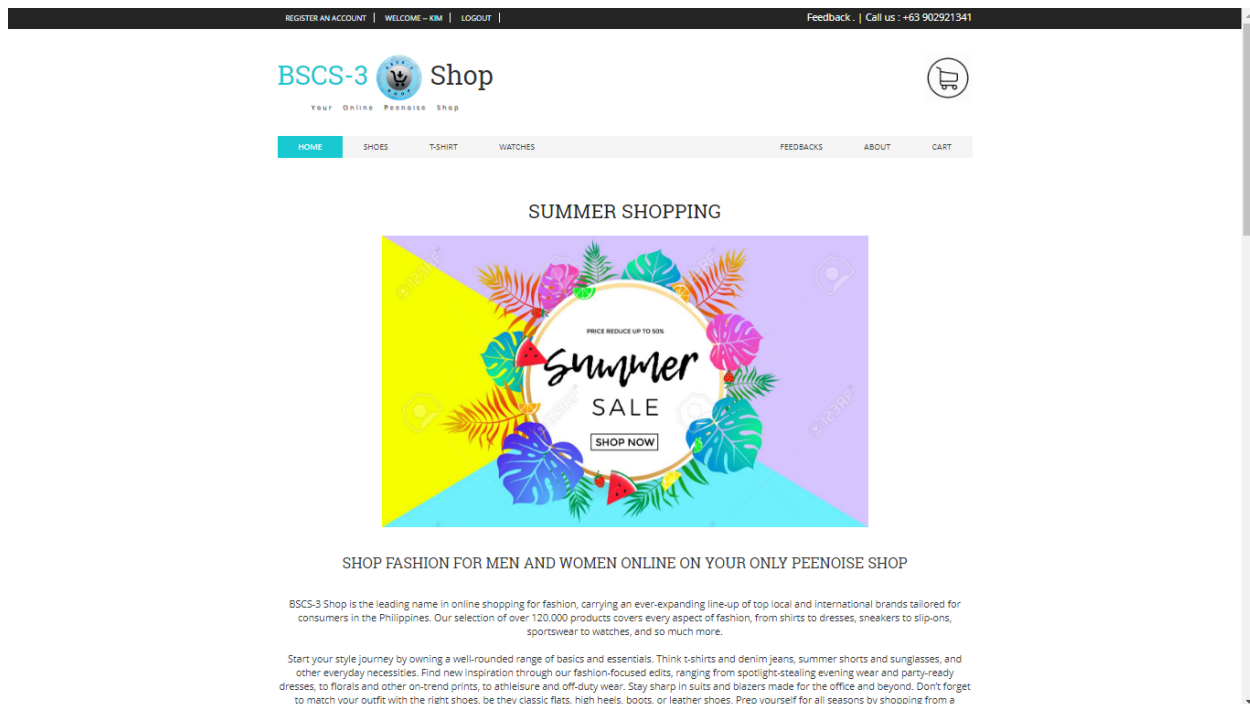 REGISTER AN ACCOUNT | WELCOME – KIM | LOGOUT |
Feedback . | Call us : +63 902921341
BSCS-3 Shop
Your Online Peenoise Shop
HOME SHOES T-SHIRT WATCHES FEEDBACKS ABOUT CART
SUMMER SHOPPING
PRICE REDUCE UP TO 50%
Summer
SALE
SHOP NOW
123RF
123RF
123RF
SHOP FASHION FOR MEN AND WOMEN ONLINE ON YOUR ONLY PEENOISE SHOP
BSCS-3 Shop is the leading name in online shopping for fashion, carrying an ever-expanding line-up of top local and international brands tailored for
consumers in the Philippines. Our selection of over 120.000 products covers every aspect of fashion, from shirts to dresses, sneakers to slip-ons,
sportswear to watches, and so much more.
Start your style journey by owning a well-rounded range of basics and essentials. Think t-shirts and denim jeans, summer shorts and sunglasses, and
other everyday necessities. Find new inspiration through our fashion-focused edits, ranging from spotlight-stealing evening wear and party-ready
dresses, to florals and other on-trend prints, to athleisure and off-duty wear. Stay sharp in suits and blazers made for the office and beyond. Don't forget
to match your outfit with the right shoes, be they classic flats, high heels, boots, or leather shoes. Prep yourself for all seasons by shopping from a